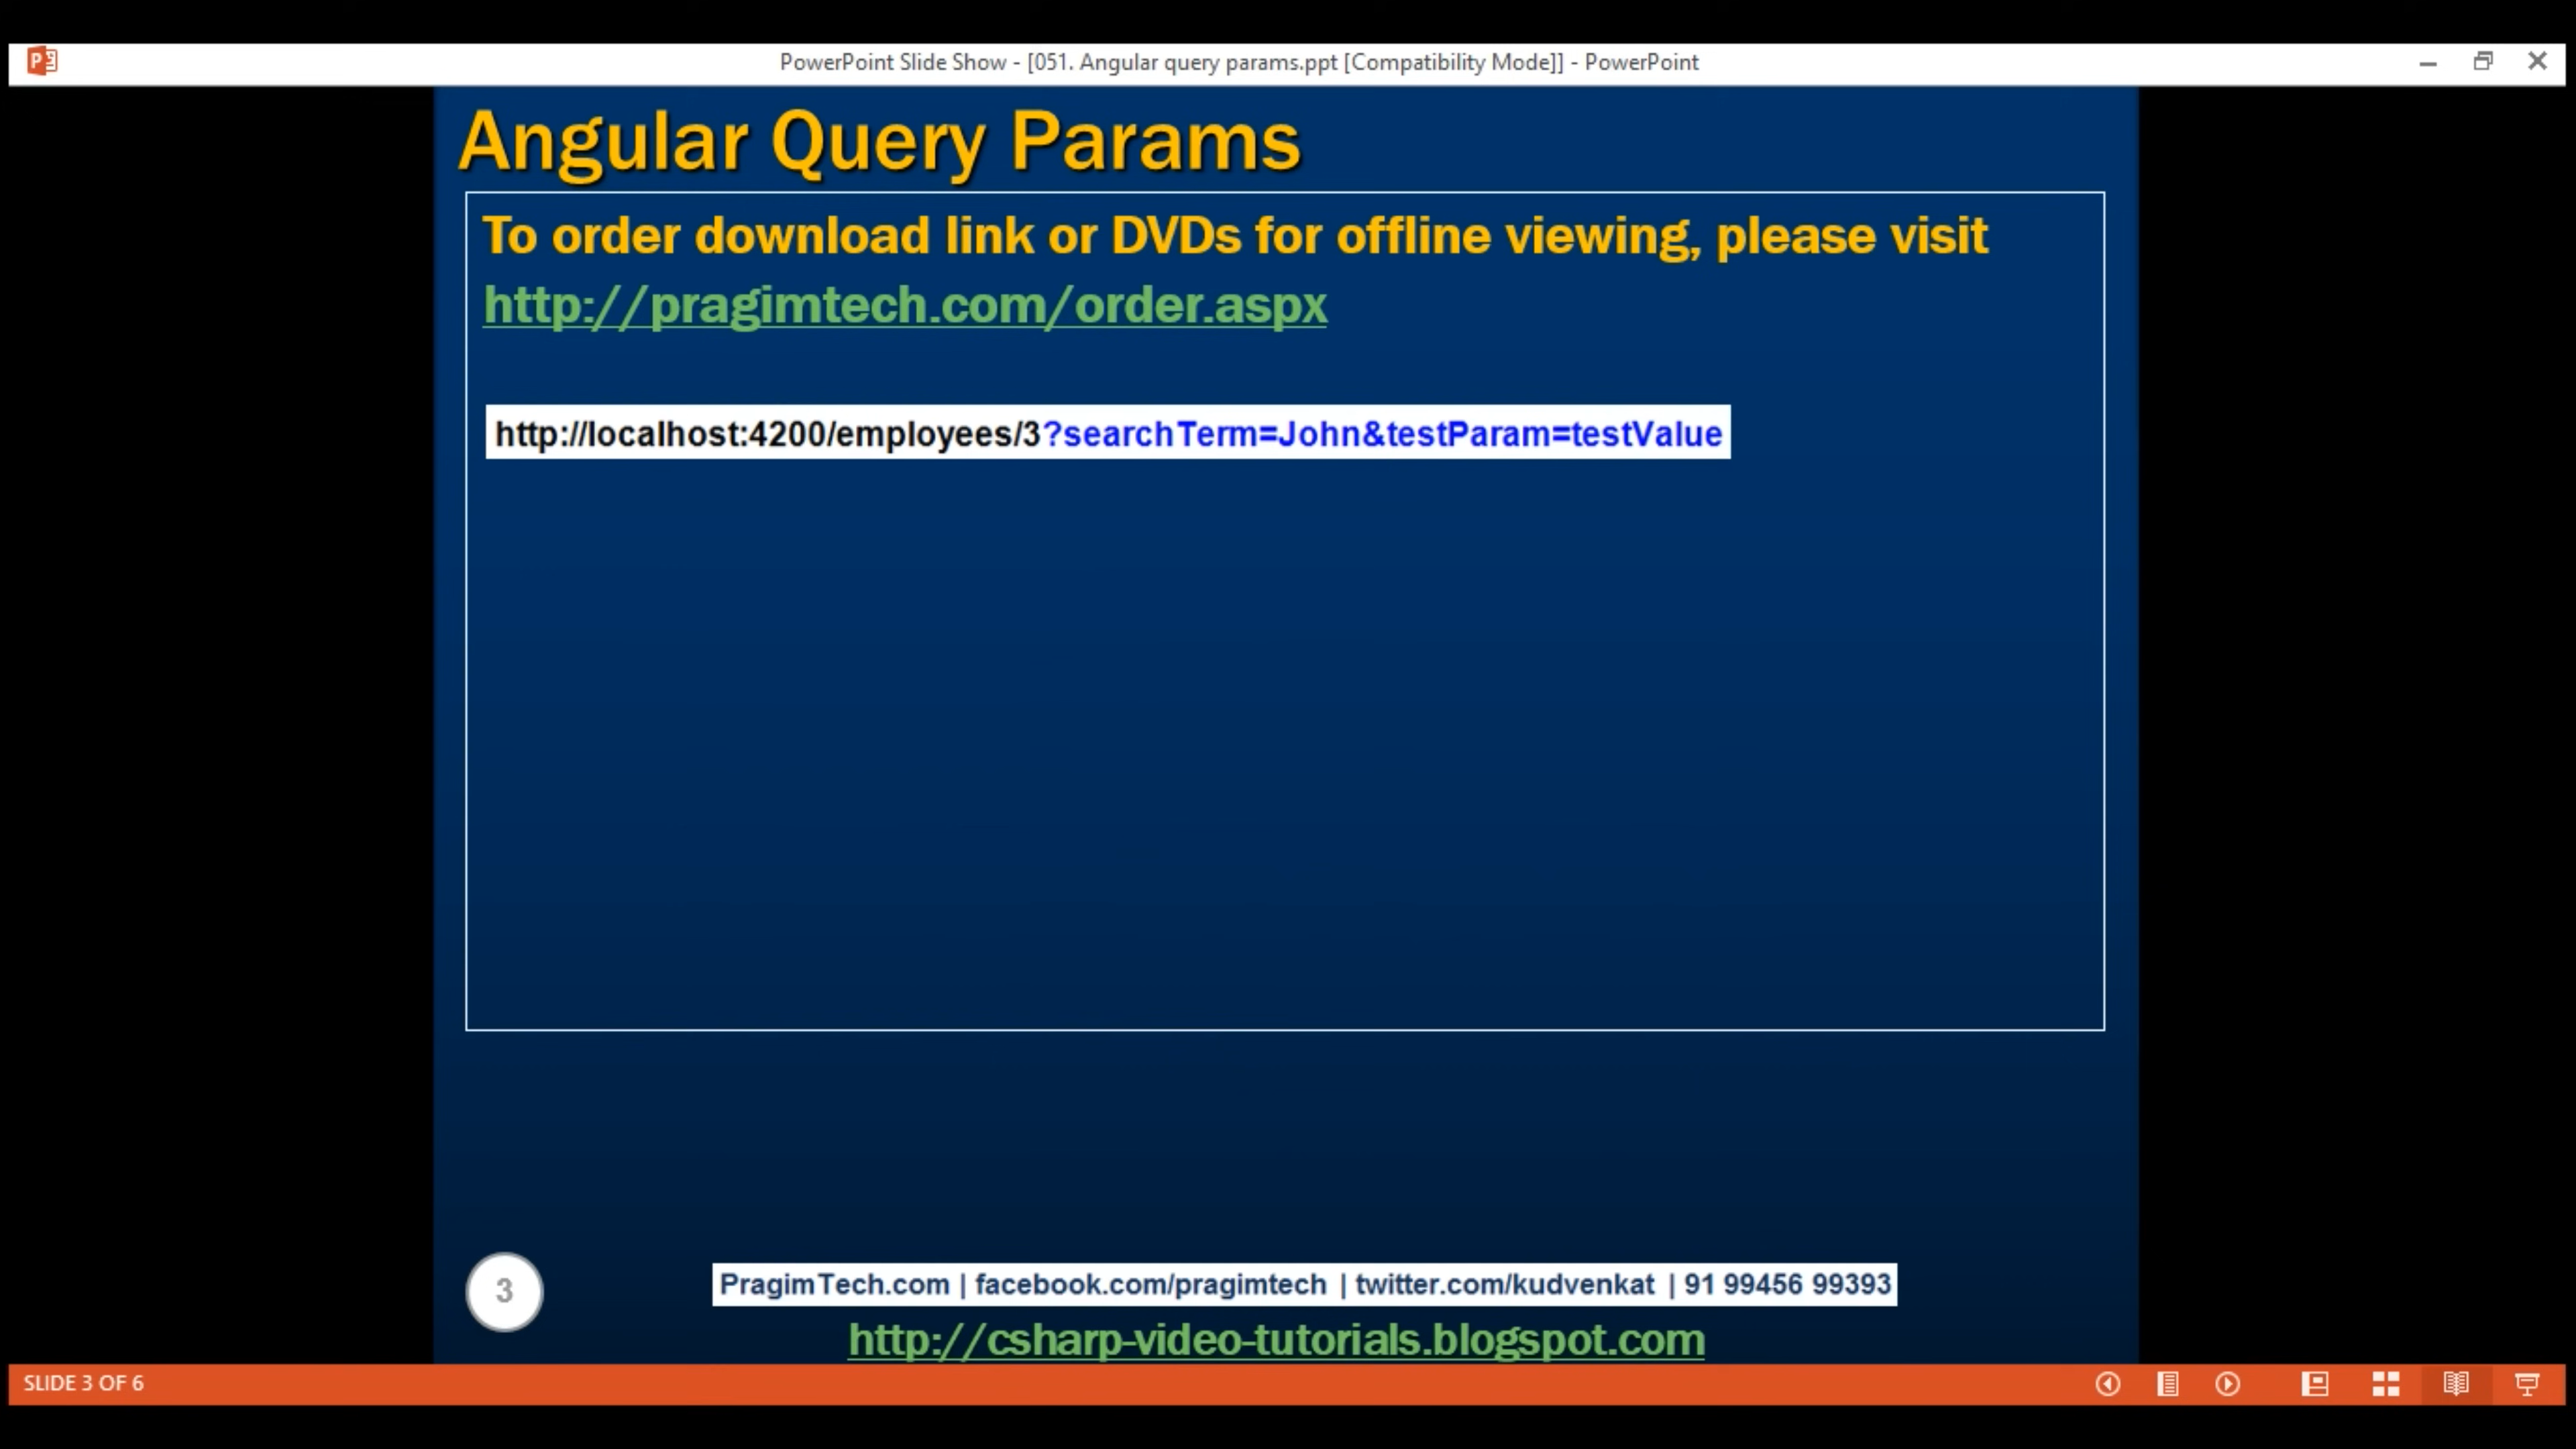 PowerPoint Slide Show - [051. Angular query params.ppt [Compatibility Mode]] - PowerPoint
Angular Query Params
To order download link or DVDs for offline viewing, please visit
http://pragimtech.com/order.aspx
http://localhost:4200/employees/3?searchTerm=John&testParam=testValue
3
PragimTech.com | facebook.com/pragimtech | twitter.com/kudvenkat | 91 99456 99393
http://csharp-video-tutorials.blogspot.com
SLIDE 3 OF 6